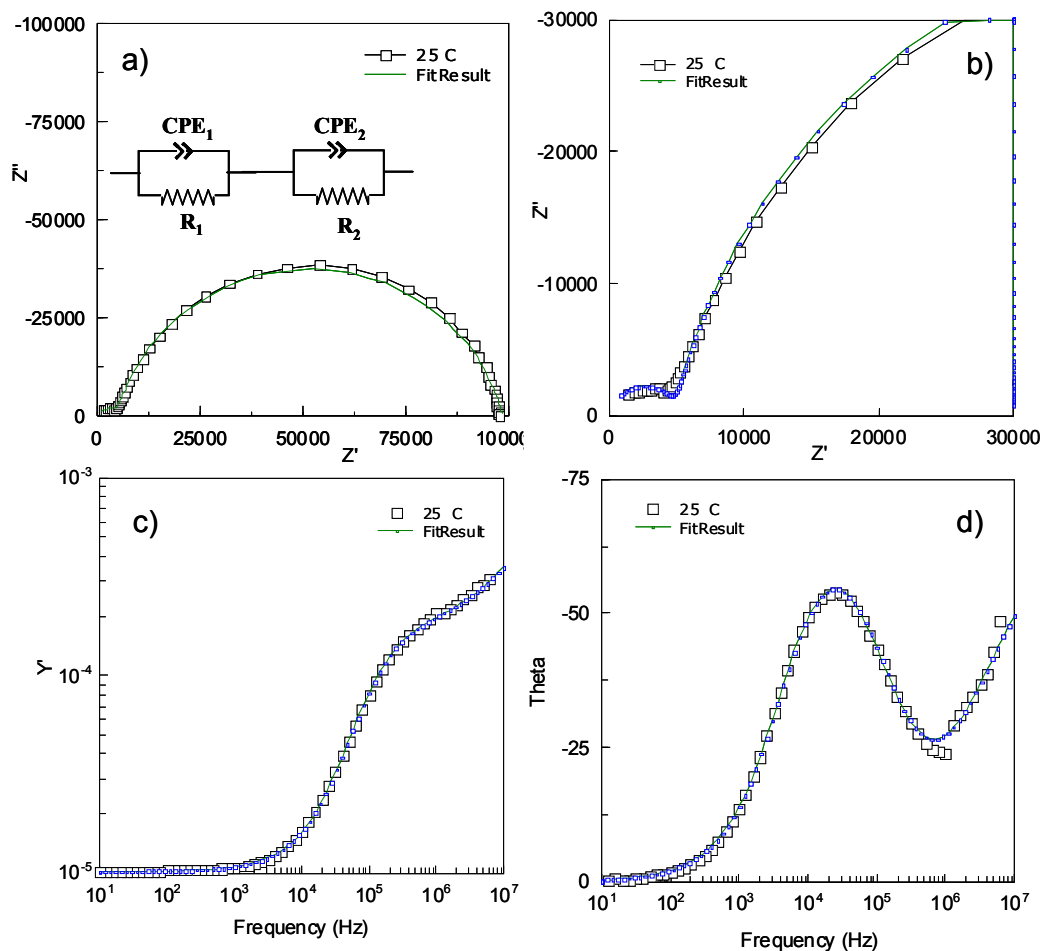 a)
-100000
-75000
-50000
-25000
0
Z''
25 C
FitResult
CPE₁
R₁
CPE₂
R₂
0
25000
50000
75000
Z'
b)
-30000
-20000
-10000
0
Z''
25 C
FitResult
0
10000
20000
30000
Z'
c)
10⁻³
10⁻⁴
10⁻⁵
Y'
25 C
FitResult
10¹
10²
10³
10⁴
10⁵
10⁶
10⁷
Frequency (Hz)
d)
-75
-50
-25
0
Theta
25 C
FitResult
10¹
10²
10³
10⁴
10⁵
10⁶
10⁷
Frequency (Hz)